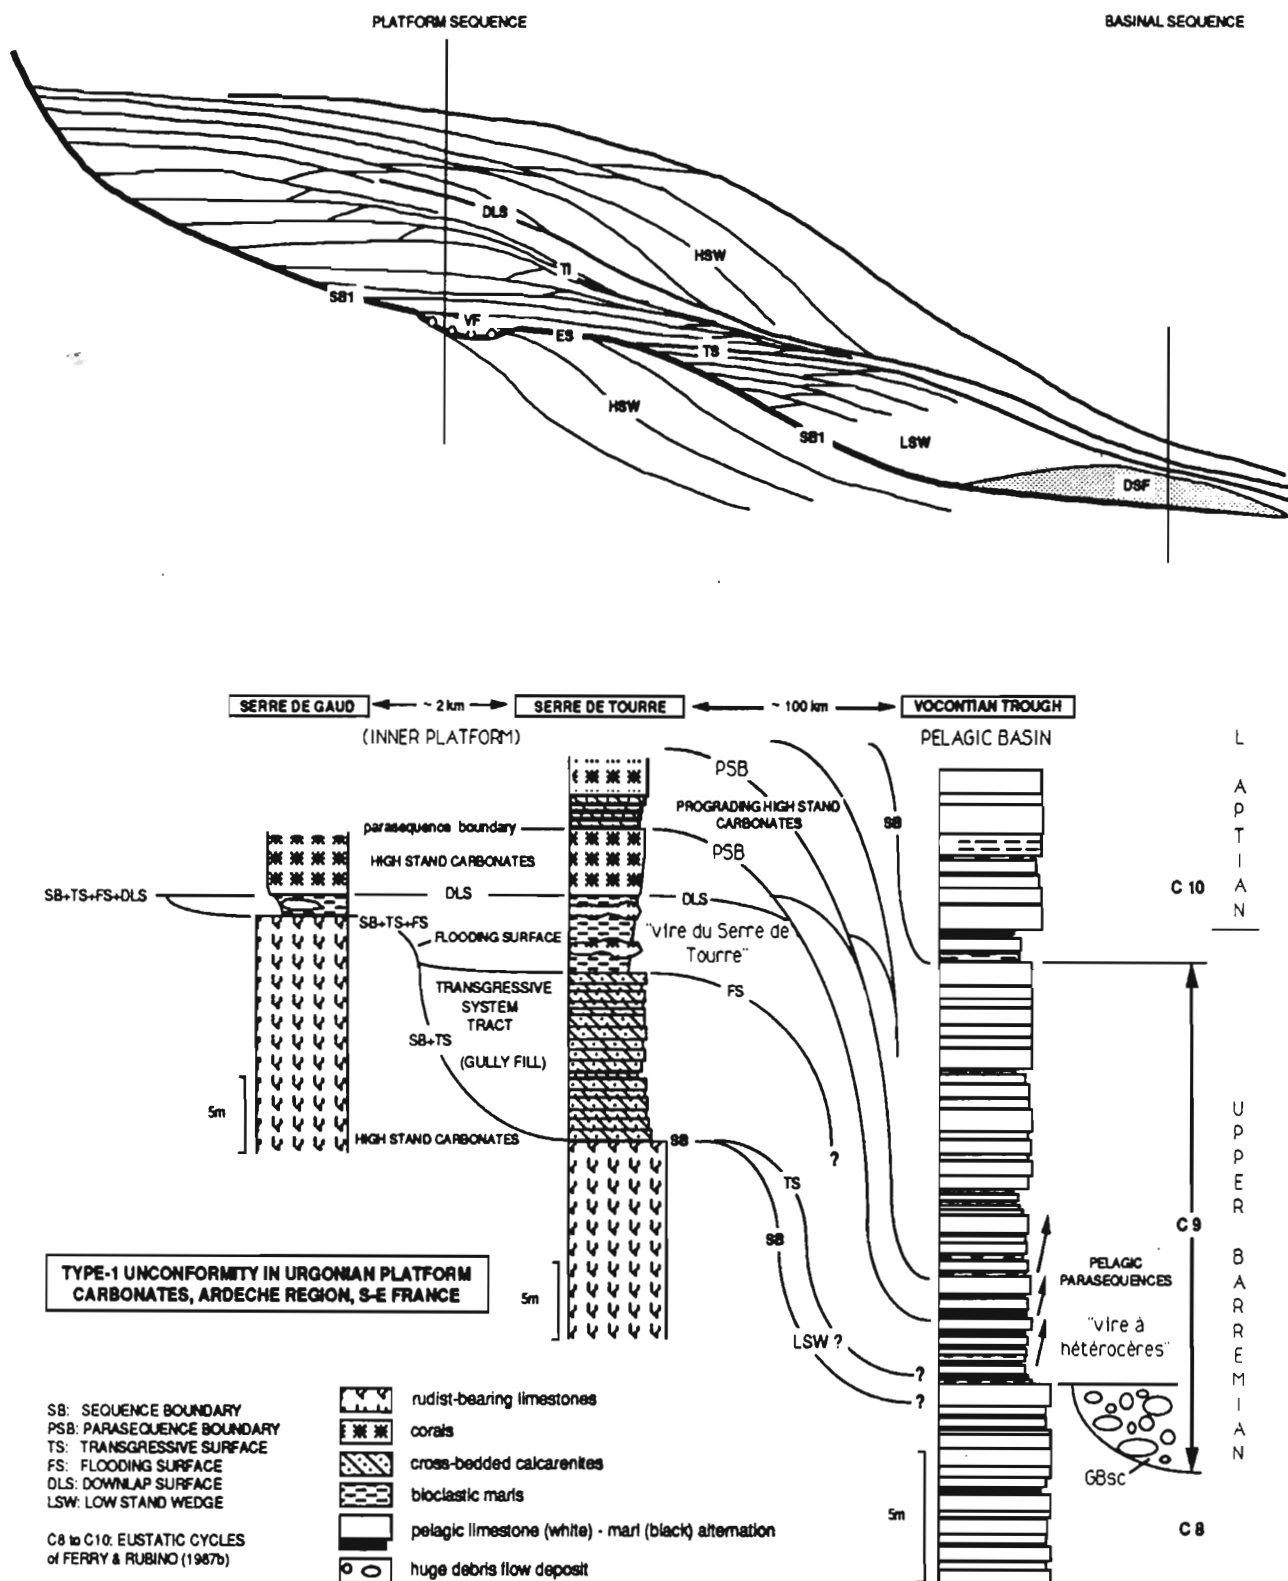 PLATFORM SEQUENCE
BASINAL SEQUENCE
DLS
HSW
TI
SB1
VF
ES
TS
HSW
SB1
LSW
DSF
SERRE DE GAUD
~ 2 km
SERRE DE TOURRE
~ 100 km
VOCONTIAN TROUGH
(INNER PLATFORM)
PELAGIC BASIN
PSB
PROGRADING HIGH STAND
CARBONATES
SB
parasequence boundary
HIGH STAND CARBONATES
PSB
L APTIAN
C 10
SB+TS+FS+DLS
DLS
DLS
SB+TS+FS
FLOODING SURFACE
"vire du Serre de
Tourre"
FS
TRANSGRESSIVE
SYSTEM
TRACT
SB+TS
(GULLY FILL)
5m
HIGH STAND CARBONATES
SB
?
TS
SB
UPPER BARREMIAN
C 9
PELAGIC
PARASEQUENCES
TYPE-1 UNCONFORMITY IN URGONIAN PLATFORM
CARBONATES, ARDECHE REGION, S-E FRANCE
5m
LSW ?
"vire à
hétérocères"
?
?
GBsc
5m
C 8
SB: SEQUENCE BOUNDARY
PSB: PARASEQUENCE BOUNDARY
TS: TRANSGRESSIVE SURFACE
FS: FLOODING SURFACE
DLS: DOWNLAP SURFACE
LSW: LOW STAND WEDGE
C8 to C10: EUSTATIC CYCLES
of FERRY & RUBINO (1987b)
rudist-bearing limestones
corals
cross-bedded calcarenites
bioclastic marls
pelagic limestone (white) - marl (black) alternation
huge debris flow deposit